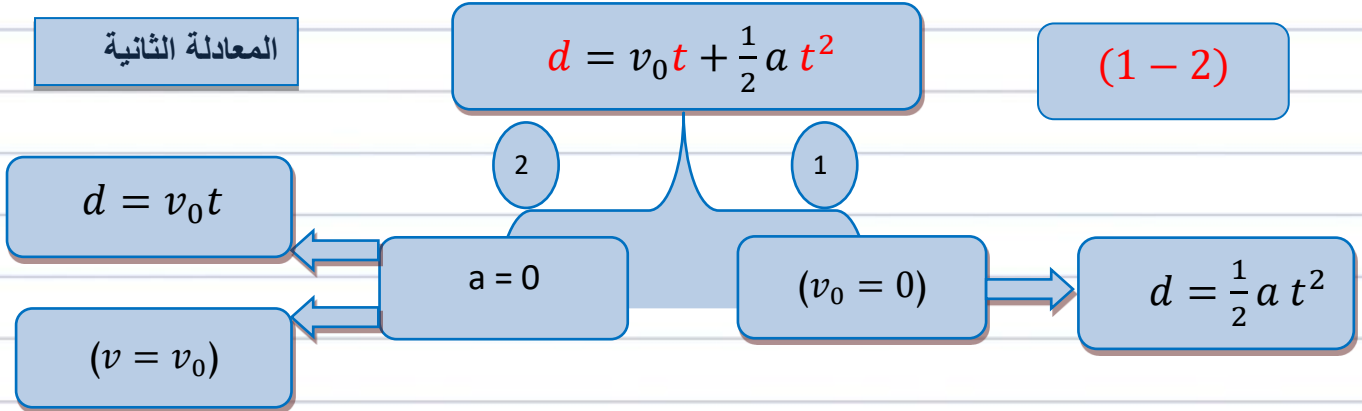 المعادلة الثانية
d = v₀t + ½ a t²
(1 − 2)
2
1
d = v₀t
a = 0
(v₀ = 0)
d = ½ a t²
(v = v₀)